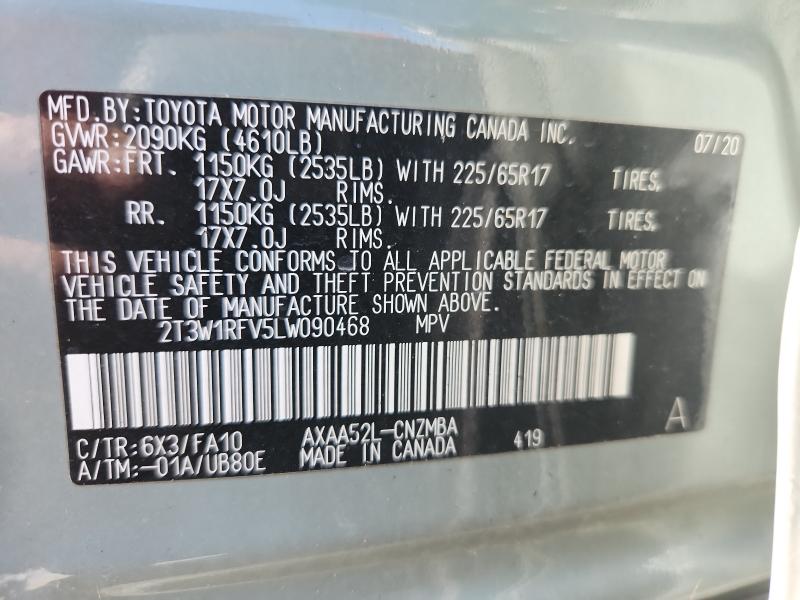 MFD.BY:TOYOTA MOTOR MANUFACTURING CANADA INC.
GVWR:2090KG (4610LB) 07/20
GAWR:FRT. 1150KG (2535LB) WITH 225/65R17 TIRES,
17X7.0J RIMS.
RR. 1150KG (2535LB) WITH 225/65R17 TIRES,
17X7.0J RIMS.
THIS VEHICLE CONFORMS TO ALL APPLICABLE FEDERAL MOTOR
VEHICLE SAFETY AND THEFT PREVENTION STANDARDS IN EFFECT ON
THE DATE OF MANUFACTURE SHOWN ABOVE.
2T3W1RFV5LW090468 MPV
A
C/TR:6X3/FA10 AXAA52L-CNZMBA 419
A/TM:-01A/UB80E MADE IN CANADA